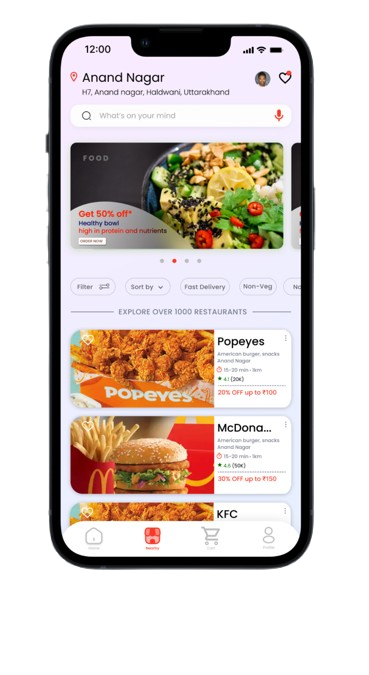 12:00
Anand Nagar
H7, Anand nagar, Haldwani, Uttarakhand
What's on your mind
FOOD
Get 50% off*
Healthy bowl
high in protein and nutrients
ORDER NOW
Filter
Sort by
Fast Delivery
Non-Veg
No
EXPLORE OVER 1000 RESTAURANTS
Popeyes
American burger, snacks
Anand Nagar
15-20 min • 1km
4.1 (20K)
20% OFF up to ₹100
POPEYES
McDona...
American burger, snacks
Anand Nagar
15-20 min • 1km
4.6 (50K)
30% OFF up to ₹150
KFC
Home
Nearby
Cart
Profile